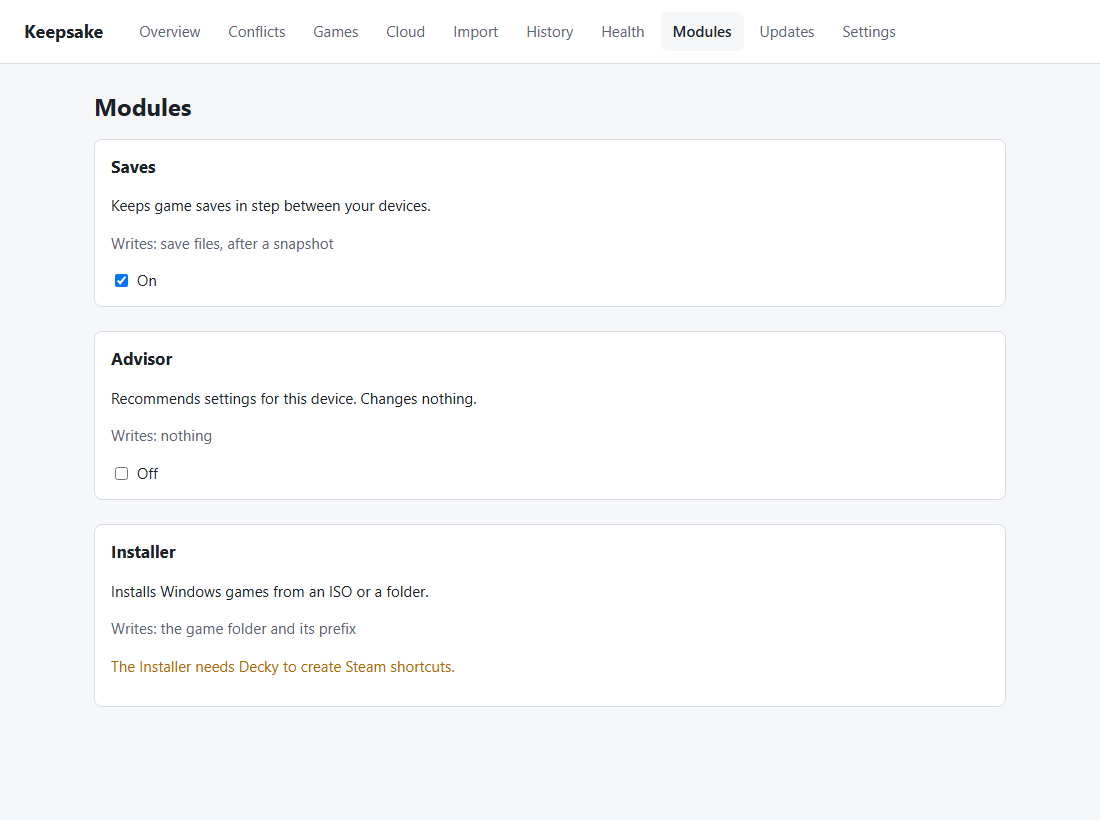 Keepsake Overview Conflicts Games Cloud Import History Health Modules Updates Settings
Modules
Saves
Keeps game saves in step between your devices.
Writes: save files, after a snapshot
On
Advisor
Recommends settings for this device. Changes nothing.
Writes: nothing
Off
Installer
Installs Windows games from an ISO or a folder.
Writes: the game folder and its prefix
The Installer needs Decky to create Steam shortcuts.